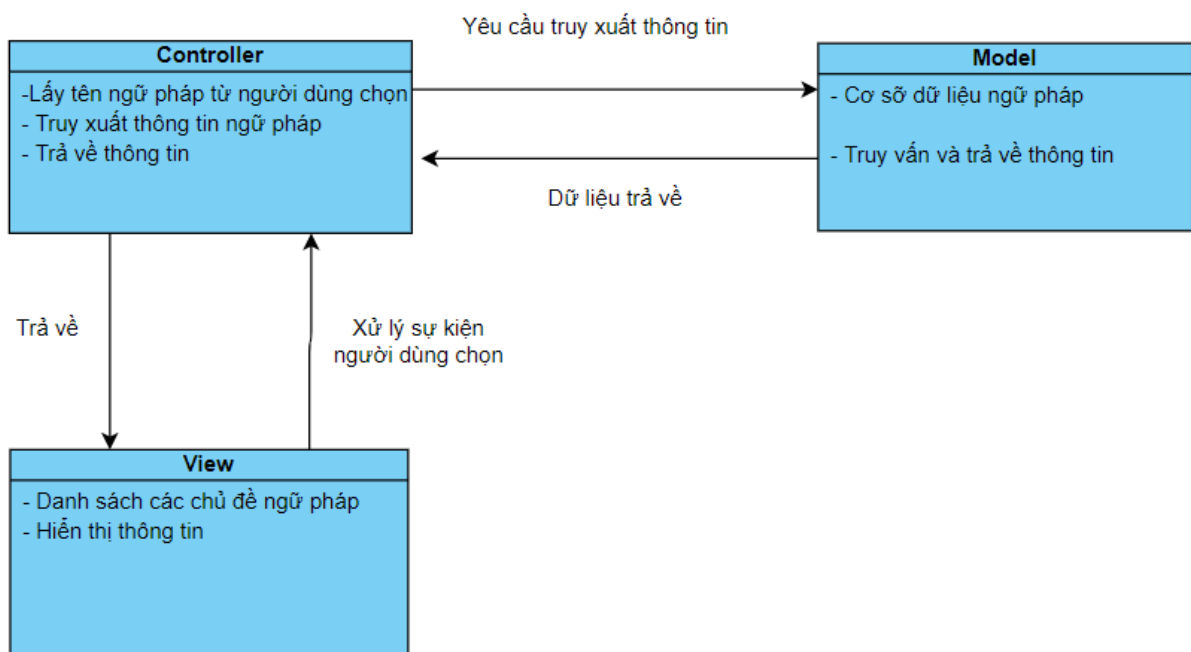 Yêu cầu truy xuất thông tin
Controller
-Lấy tên ngữ pháp từ người dùng chọn
- Truy xuất thông tin ngữ pháp
- Trả về thông tin
Model
- Cơ sỡ dữ liệu ngữ pháp
- Truy vấn và trả về thông tin
Dữ liệu trả về
Trả về
Xử lý sự kiện
người dùng chọn
View
- Danh sách các chủ đề ngữ pháp
- Hiển thị thông tin